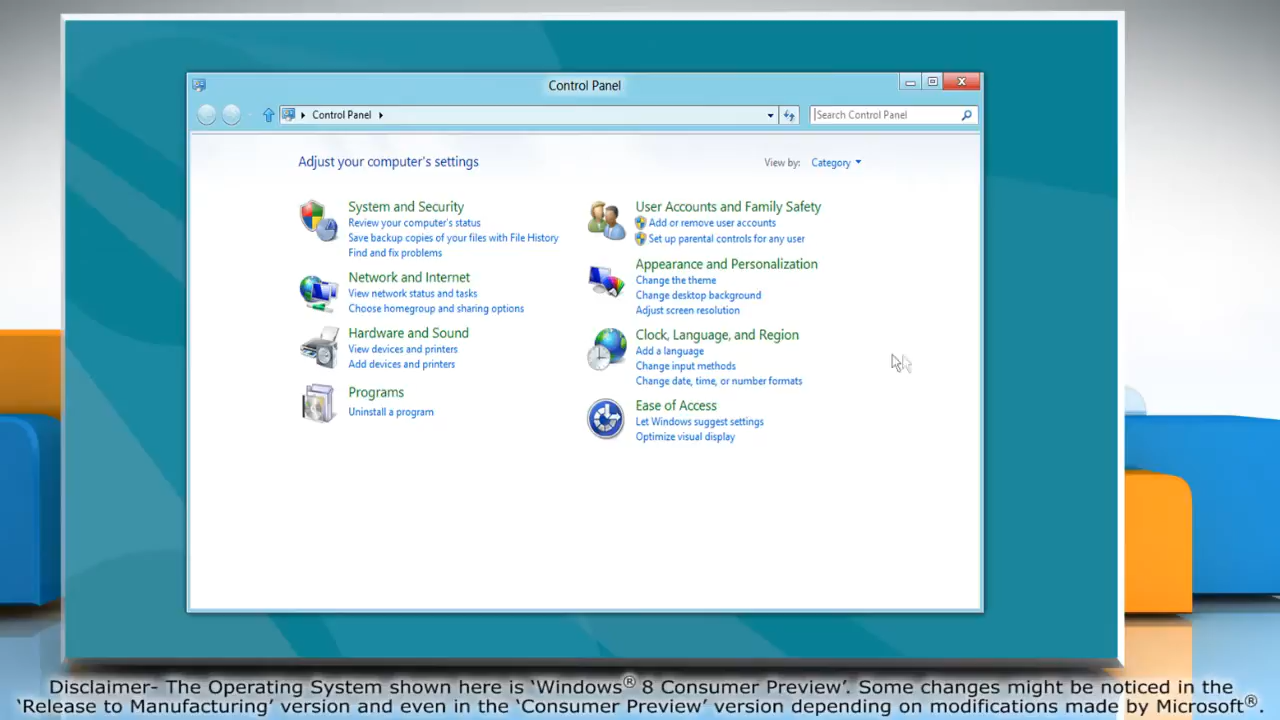 Control Panel
Control Panel
Search Control Panel
Adjust your computer's settings
View by: Category
System and Security
Review your computer's status
Save backup copies of your files with File History
Find and fix problems
Network and Internet
View network status and tasks
Choose homegroup and sharing options
Hardware and Sound
View devices and printers
Add devices and printers
Programs
Uninstall a program
User Accounts and Family Safety
Add or remove user accounts
Set up parental controls for any user
Appearance and Personalization
Change the theme
Change desktop background
Adjust screen resolution
Clock, Language, and Region
Add a language
Change input methods
Change date, time, or number formats
Ease of Access
Let Windows suggest settings
Optimize visual display
Disclaimer- The Operating System shown here is ‘Windows® 8 Consumer Preview’. Some changes might be noticed in the
‘Release to Manufacturing’ version and even in the ‘Consumer Preview’ version depending on modifications made by Microsoft®.